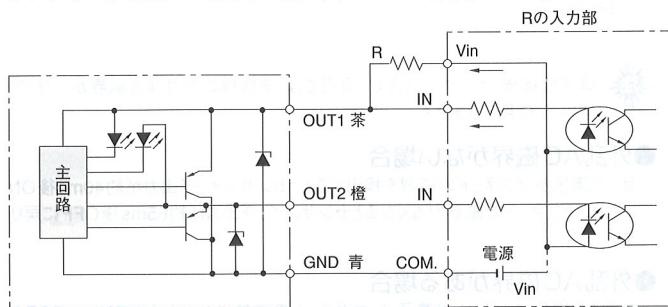 Rの入力部
R
Vin
IN
OUT1 茶
主回路
OUT2 橙
IN
GND 青
COM.
電源
Vin